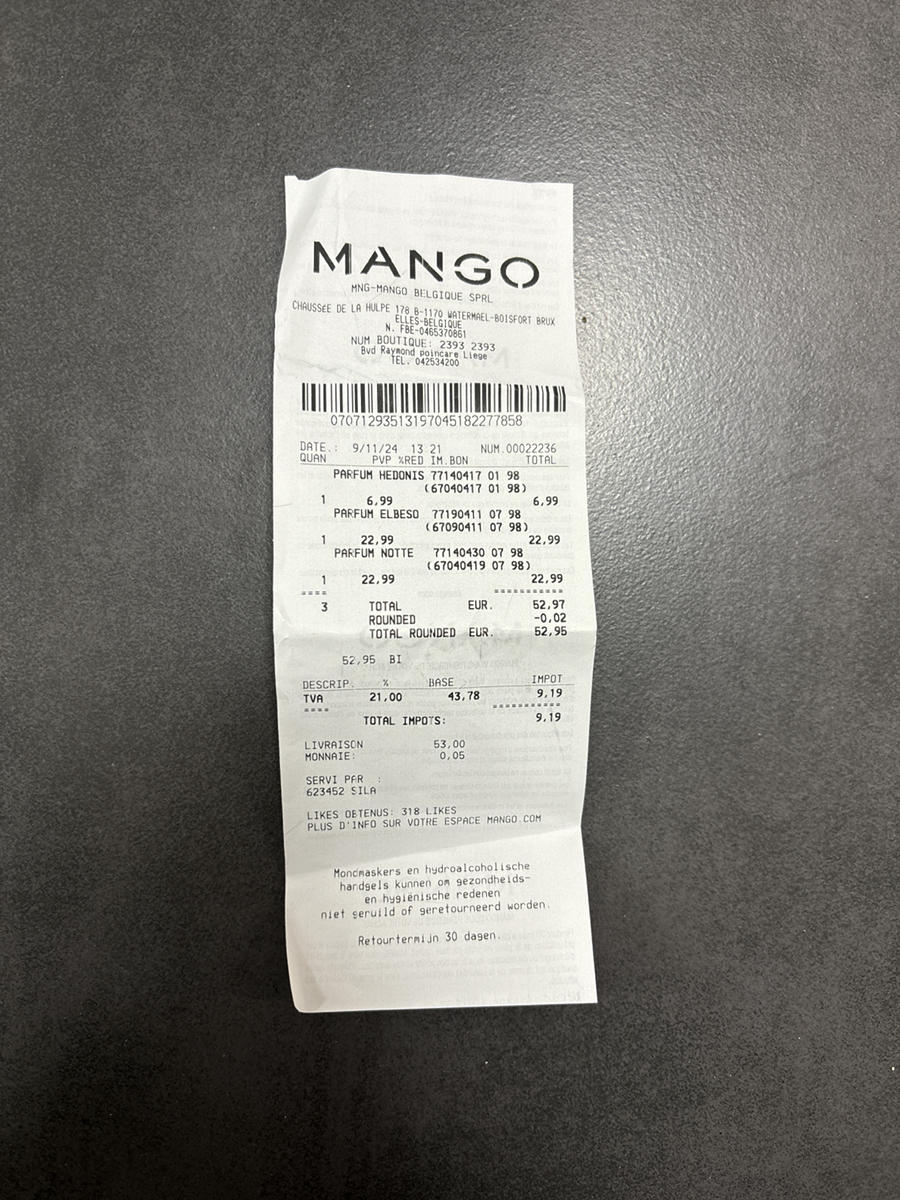 MANGO
MNG-MANGO BELGIQUE SPRL
CHAUSSÉE DE LA HULPE 178 B-1170 WATERMAEL-BOISFORT BRUX
ELLES-BELGIQUE
N. FBE-0465370861
NUM BOUTIQUE: 2393 2393
Bvd Raymond poincare Liege
TEL. 042534200
07071293513197045182277858
DATE.: 9/11/24 13 21 NUM.00022236
QUAN PVP %RED IM.BON TOTAL
PARFUM HEDONIS 77140417 01 98
(67040417 01 98)
1 6,99 6,99
PARFUM ELBESO 77190411 07 98
(67090411 07 98)
1 22,99 22,99
PARFUM NOTTE 77140430 07 98
(67040419 07 98)
1 22,99 22,99
==== ===========
3 TOTAL EUR. 52,97
ROUNDED -0,02
TOTAL ROUNDED EUR. 52,95
52,95 BI
DESCRIP. % BASE IMPOT
TVA 21,00 43,78 9,19
==== ===========
TOTAL IMPOTS: 9,19
LIVRAISON 53,00
MONNAIE: 0,05
SERVI PAR :
623452 SILA
LIKES OBTENUS: 318 LIKES
PLUS D'INFO SUR VOTRE ESPACE MANGO.COM
Mondmaskers en hydroalcoholische
hardgels kunnen om gezondheids-
en hygiënische redenen
niet geruild of geretourneerd worden.
Retourtermijn 30 dagen.